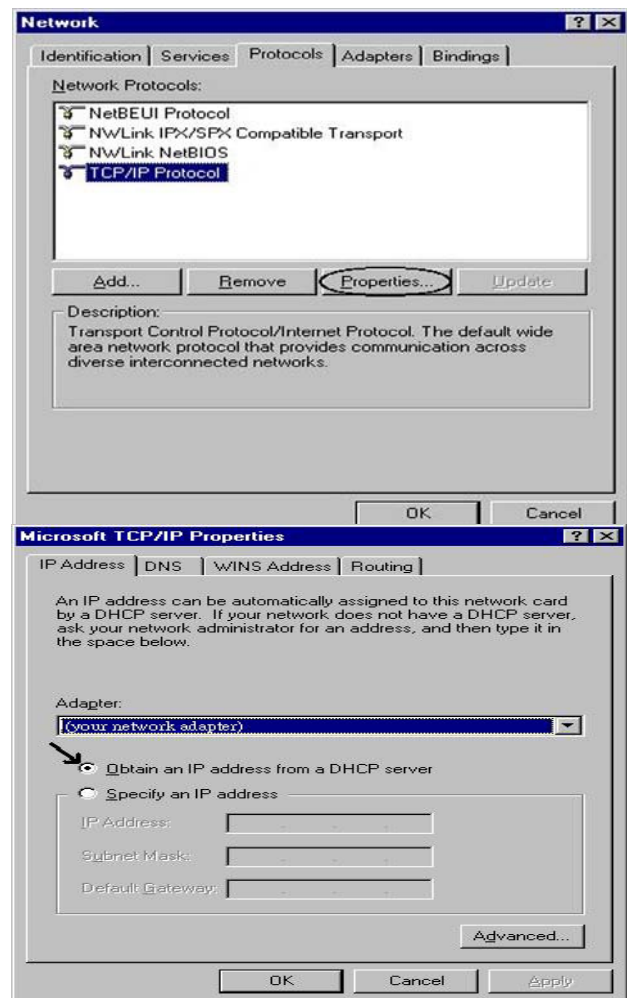 Network
Identification Services Protocols Adapters Bindings
Network Protocols:
NetBEUI Protocol
NWLink IPX/SPX Compatible Transport
NWLink NetBIOS
TCP/IP Protocol
Add... Remove Properties... Update
Description:
Transport Control Protocol/Internet Protocol. The default wide
area network protocol that provides communication across
diverse interconnected networks.
OK Cancel
Microsoft TCP/IP Properties
IP Address DNS WINS Address Routing
An IP address can be automatically assigned to this network card
by a DHCP server. If your network does not have a DHCP server,
ask your network administrator for an address, and then type it in
the space below.
Adapter:
(your network adapter)
Obtain an IP address from a DHCP server
Specify an IP address
IP Address:
Subnet Mask:
Default Gateway:
Advanced...
OK Cancel Apply